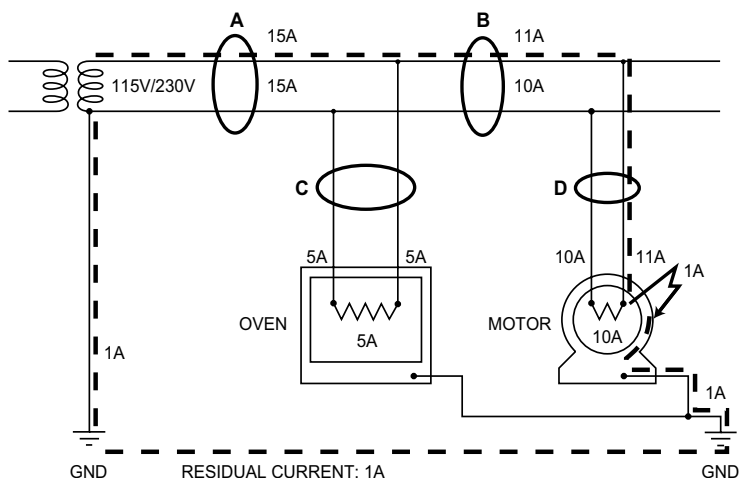 A
B
15A
11A
115V/230V
15A
10A
C
D
5A
5A
10A
11A
1A
OVEN
5A
MOTOR
10A
1A
1A
GND
RESIDUAL CURRENT: 1A
GND